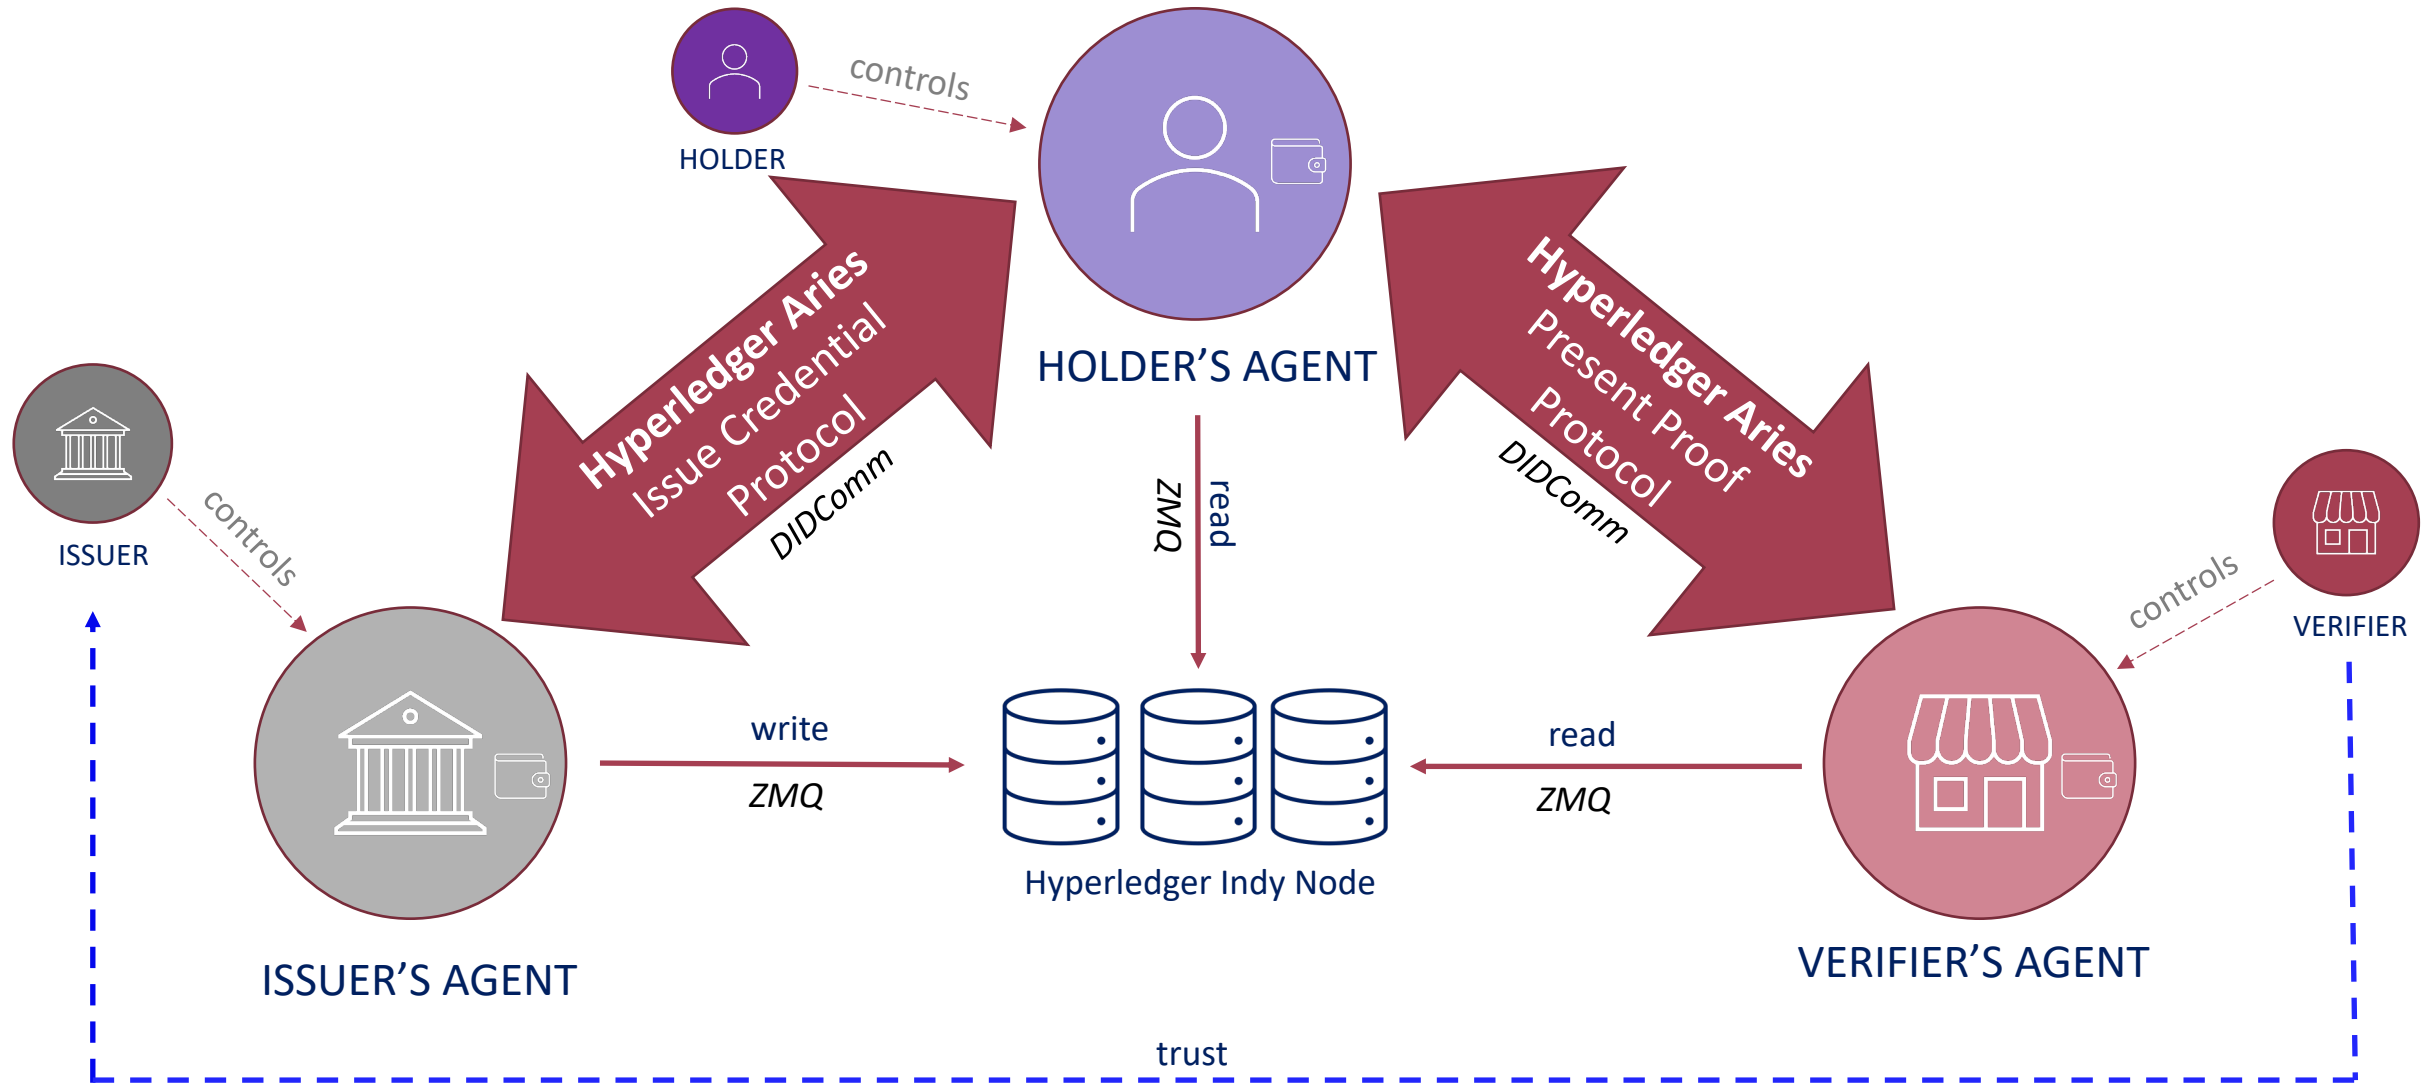 controls
HOLDER
HOLDER’S AGENT
Hyperledger Aries
Issue Credential
Protocol
DIDComm
Hyperledger Aries
Present Proof
Protocol
DIDComm
ISSUER
controls
read
ZMQ
controls
VERIFIER
write
ZMQ
read
ZMQ
Hyperledger Indy Node
ISSUER’S AGENT
VERIFIER’S AGENT
trust